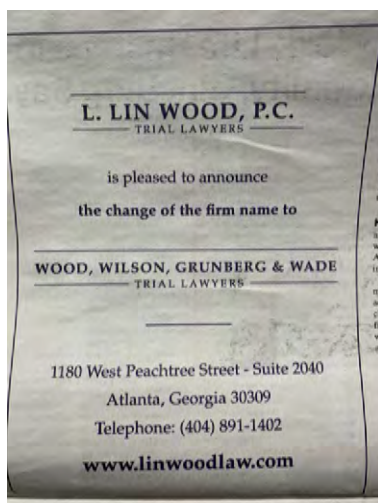 L. LIN WOOD, P.C.
TRIAL LAWYERS
is pleased to announce
the change of the firm name to
WOOD, WILSON, GRUNBERG & WADE
TRIAL LAWYERS
1180 West Peachtree Street - Suite 2040
Atlanta, Georgia 30309
Telephone: (404) 891-1402
www.linwoodlaw.com